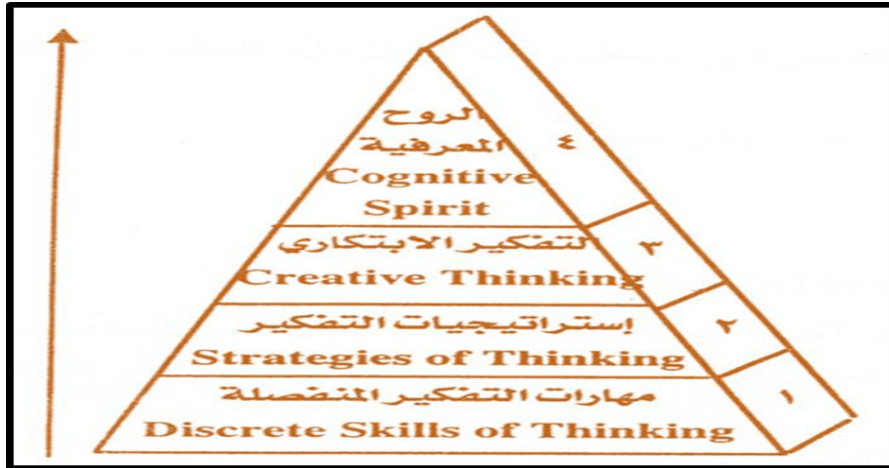 الروح
المعرفية
Cognitive
Spirit
٤
التفكير الابتكاري
Creative Thinking
٣
إستراتيجيات التفكير
Strategies of Thinking
٢
مهارات التفكير المنفصلة
Discrete Skills of Thinking
١